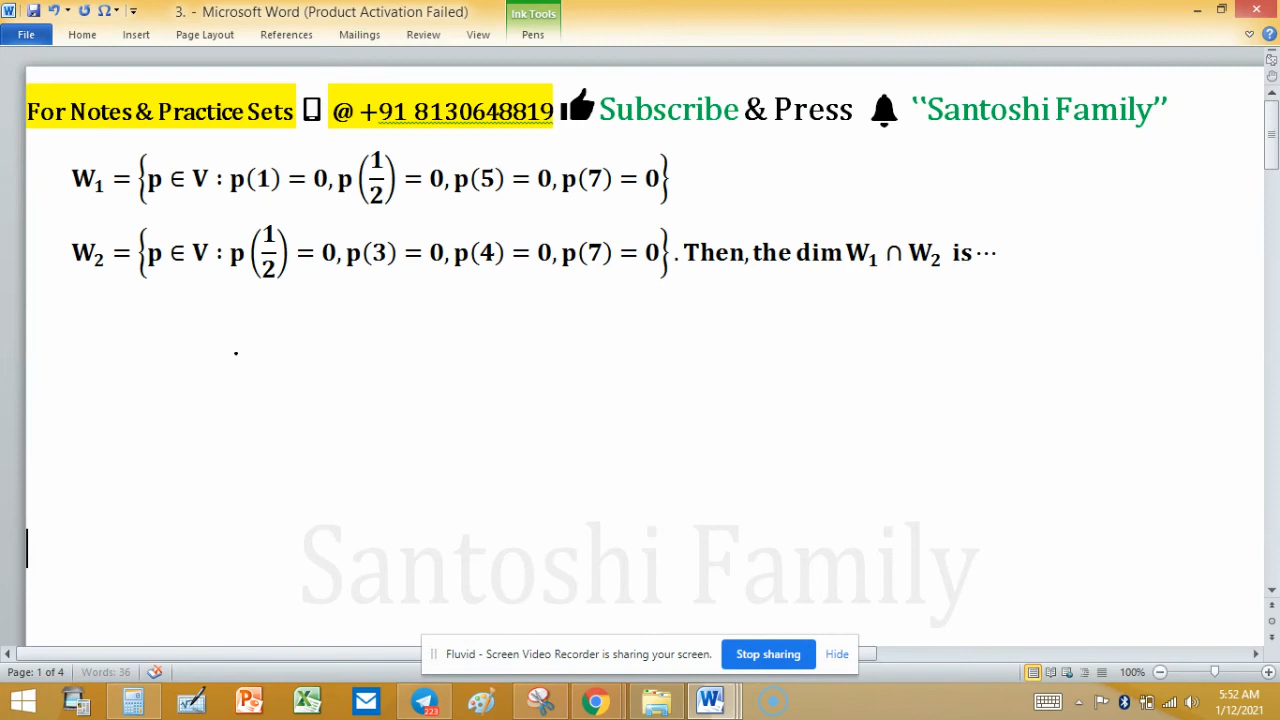 3. - Microsoft Word (Product Activation Failed)
Ink Tools
File Home Insert Page Layout References Mailings Review View Pens
For Notes & Practice Sets @ +91 8130648819 Subscribe & Press “Santoshi Family”
W₁ = {p ∈ V : p(1) = 0, p(1/2) = 0, p(5) = 0, p(7) = 0}
W₂ = {p ∈ V : p(1/2) = 0, p(3) = 0, p(4) = 0, p(7) = 0}. Then, the dim W₁ ∩ W₂ is ⋯
Santoshi Family
Fluvid - Screen Video Recorder is sharing your screen. Stop sharing Hide
Page: 1 of 4 Words: 36 100%
223
5:52 AM
1/12/2021